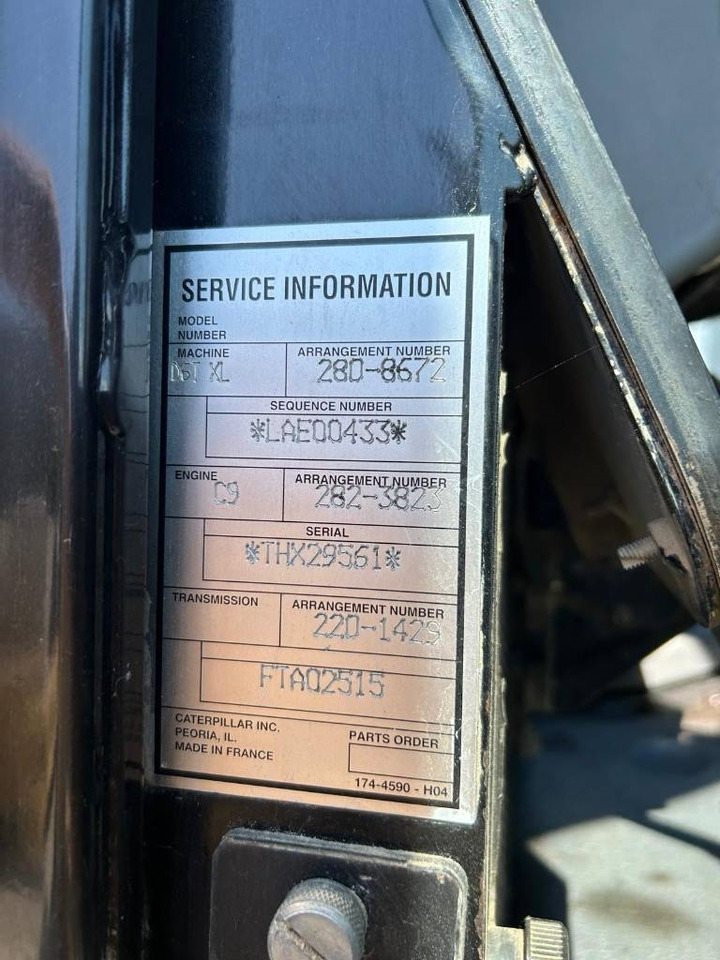 SERVICE INFORMATION
MODEL
NUMBER
MACHINE ARRANGEMENT NUMBER
D6T XL 280-8672
SEQUENCE NUMBER
*LAE00433*
ENGINE ARRANGEMENT NUMBER
C9 282-3823
SERIAL
*THX29561*
TRANSMISSION ARRANGEMENT NUMBER
220-1429
FTA02515
CATERPILLAR INC.
PEORIA, IL.
MADE IN FRANCE
PARTS ORDER
174-4590 - H04